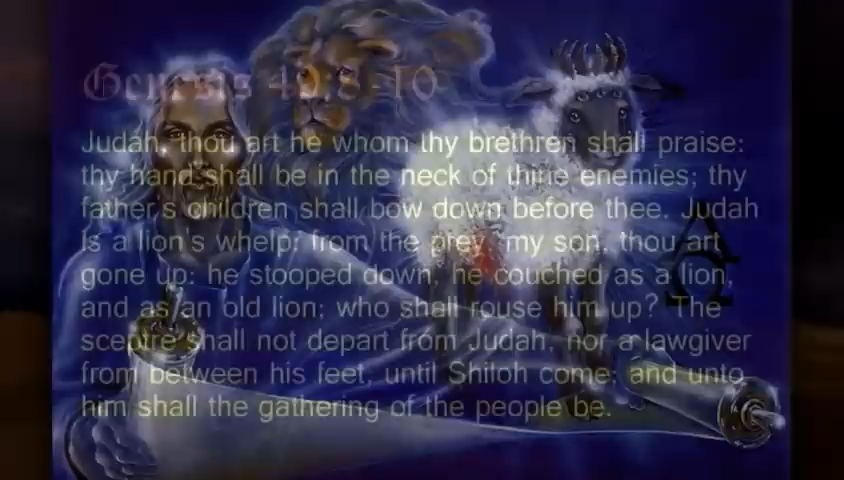 Genesis 49:8-10
Judah, thou art he whom thy brethren shall praise:
thy hand shall be in the neck of thine enemies; thy
father's children shall bow down before thee. Judah
is a lion's whelp: from the prey, my son, thou art
gone up: he stooped down, he couched as a lion,
and as an old lion; who shall rouse him up? The
sceptre shall not depart from Judah, nor a lawgiver
from between his feet, until Shiloh come; and unto
him shall the gathering of the people be.
Α
Ω